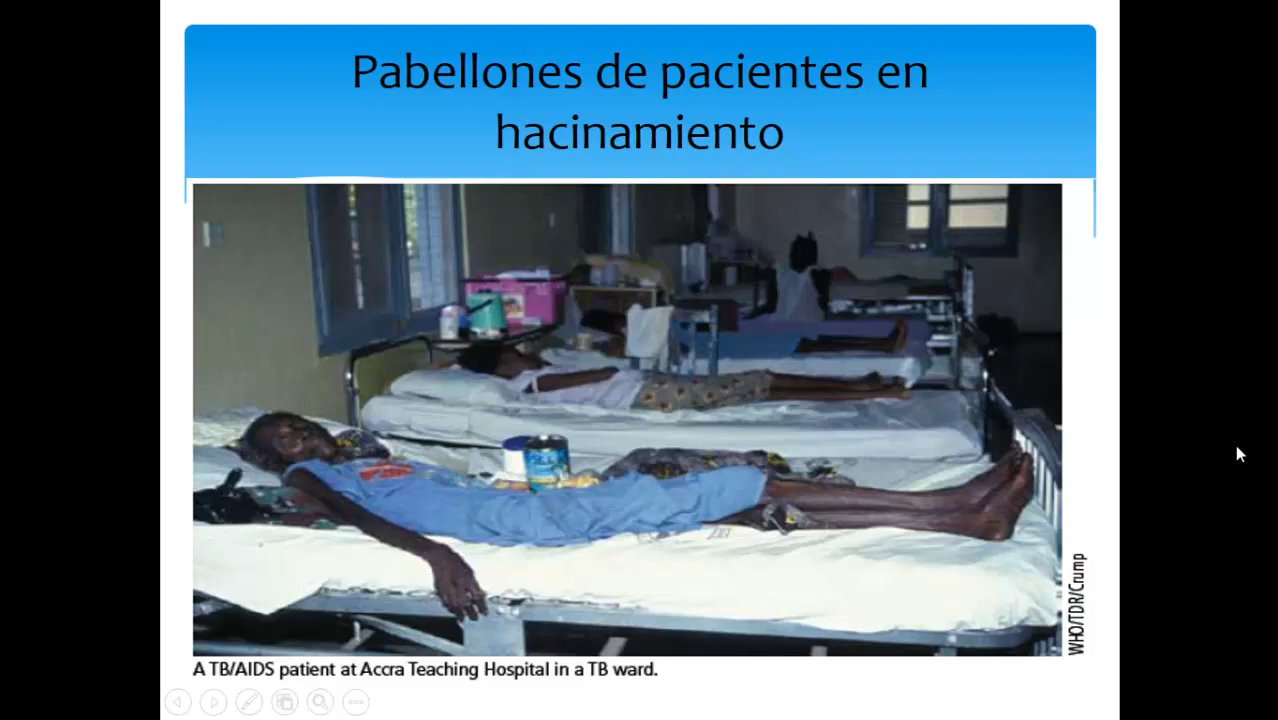 Pabellones de pacientes en
hacinamiento
WHO/TDR/Crump
A TB/AIDS patient at Accra Teaching Hospital in a TB ward.